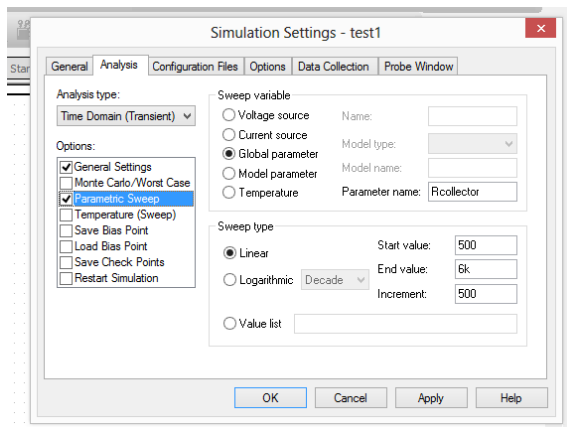 Simulation Settings - test1
Star
General Analysis Configuration Files Options Data Collection Probe Window
Analysis type:
Time Domain (Transient)
Options:
General Settings
Monte Carlo/Worst Case
Parametric Sweep
Temperature (Sweep)
Save Bias Point
Load Bias Point
Save Check Points
Restart Simulation
Sweep variable
Voltage source
Current source
Global parameter
Model parameter
Temperature
Name:
Model type:
Model name:
Parameter name: Rcollector
Sweep type
Linear
Logarithmic Decade
Value list
Start value: 500
End value: 6k
Increment: 500
OK Cancel Apply Help